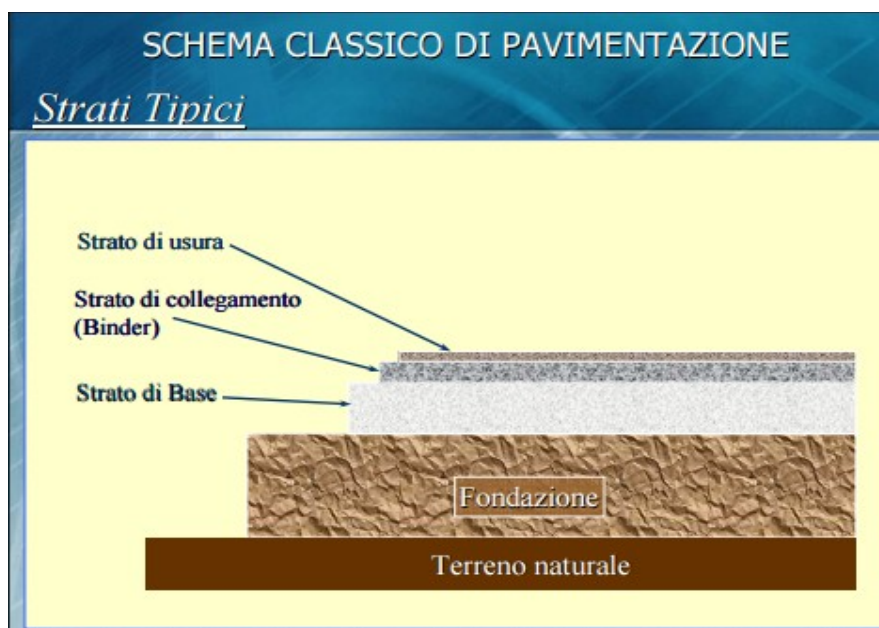 SCHEMA CLASSICO DI PAVIMENTAZIONE
Strati Tipici
Strato di usura
Strato di collegamento
(Binder)
Strato di Base
Fondazione
Terreno naturale